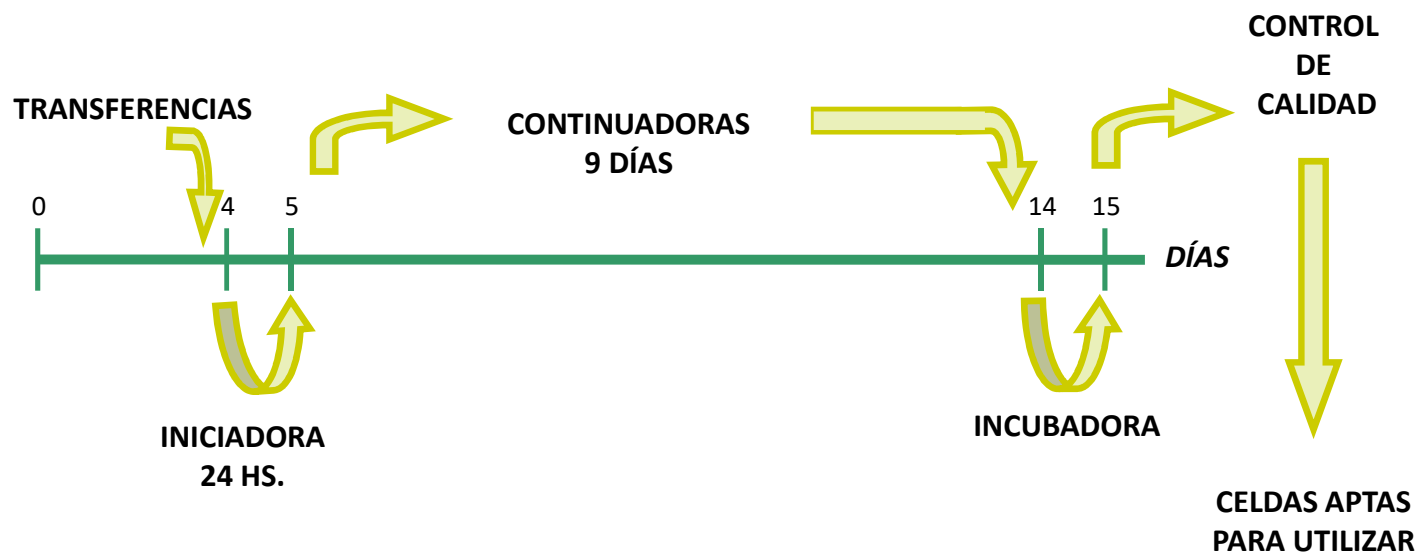 TRANSFERENCIAS
CONTINUADORAS
9 DÍAS
CONTROL
DE
CALIDAD
0
4
5
14
15
DÍAS
INICIADORA
24 HS.
INCUBADORA
CELDAS APTAS
PARA UTILIZAR